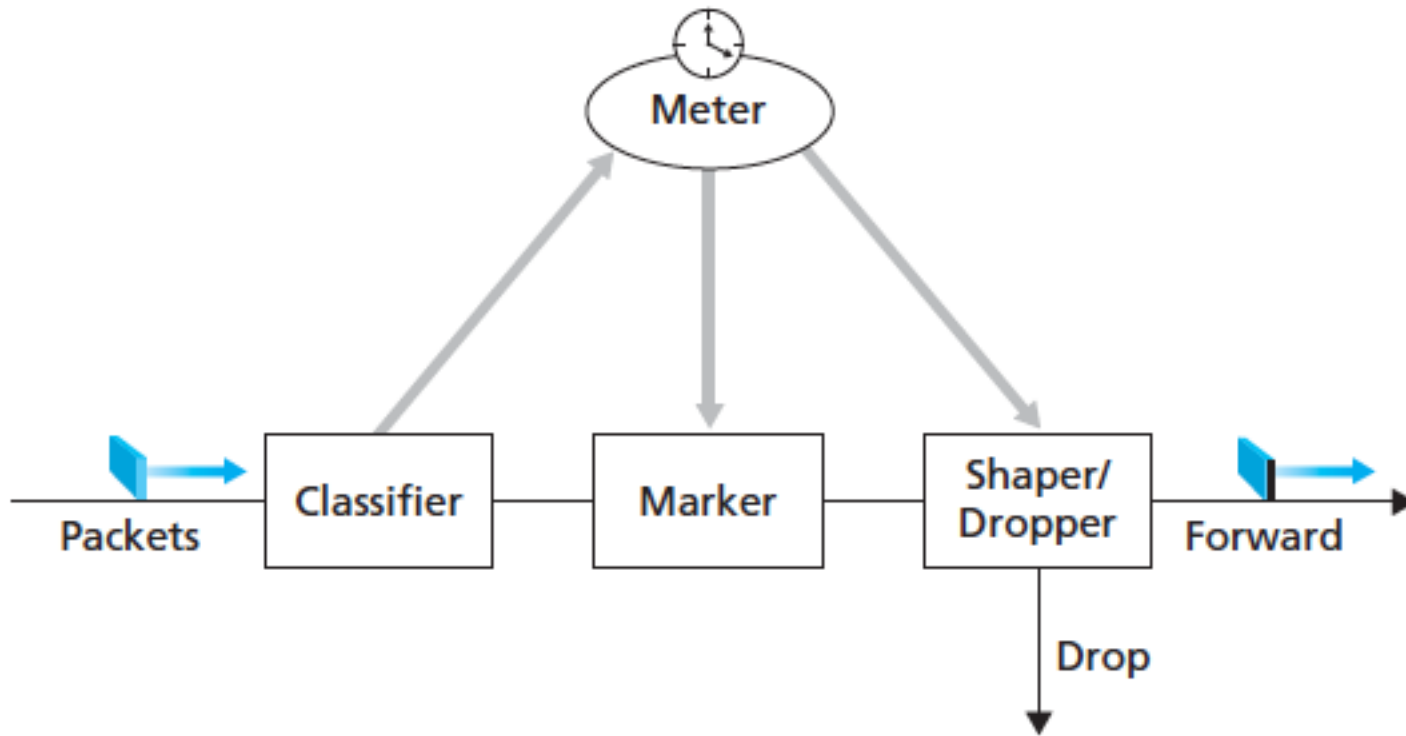 Meter
Packets
Classifier
Marker
Shaper/
Dropper
Forward
Drop